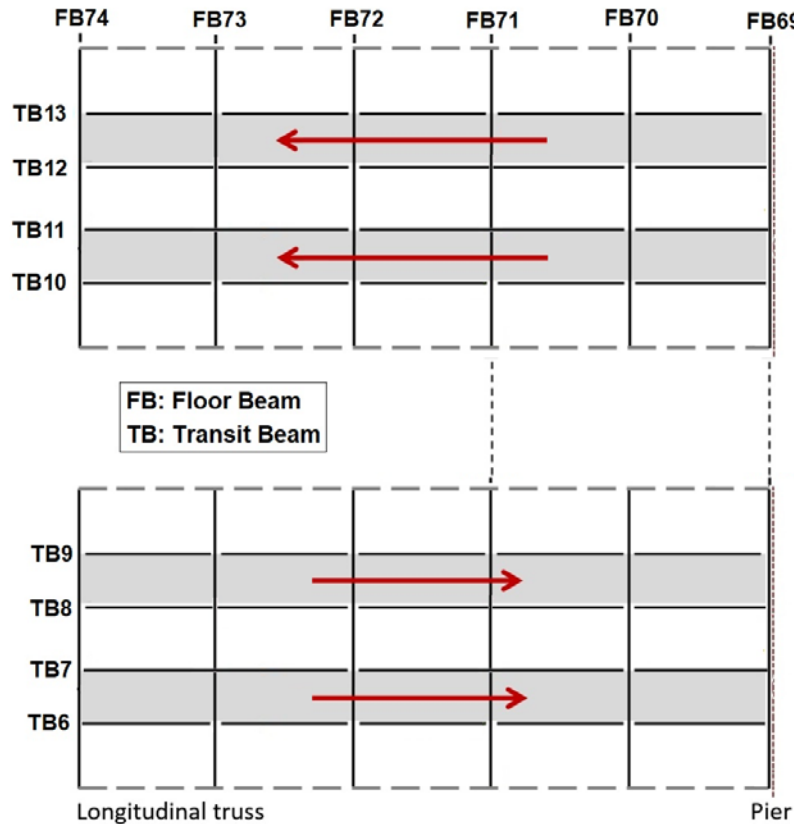 FB74 FB73 FB72 FB71 FB70 FB69
TB13
TB12
TB11
TB10
FB: Floor Beam
TB: Transit Beam
TB9
TB8
TB7
TB6
Longitudinal truss Pier